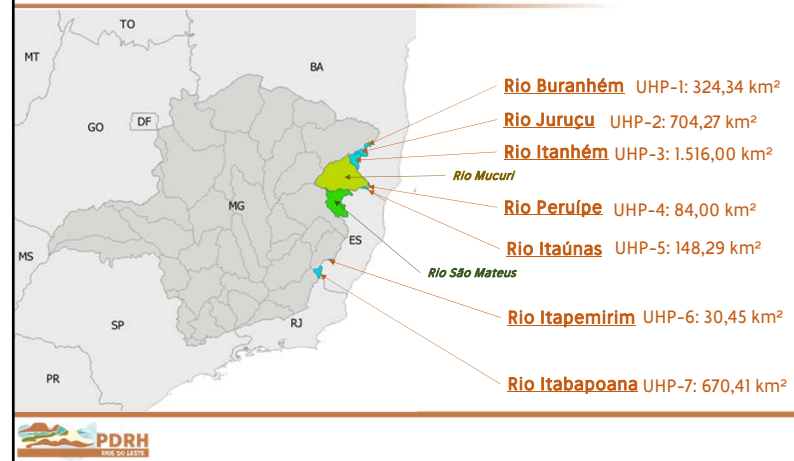 TO
MT
BA
Rio Buranhém UHP-1: 324,34 km²
GO
DF
Rio Juruçu UHP-2: 704,27 km²
Rio Itanhém UHP-3: 1.516,00 km²
Rio Mucuri
MG
Rio Peruípe UHP-4: 84,00 km²
ES
Rio Itaúnas UHP-5: 148,29 km²
MS
Rio São Mateus
SP
RJ
Rio Itapemirim UHP-6: 30,45 km²
PR
Rio Itabapoana UHP-7: 670,41 km²
PDRH
RIOS DO LESTE